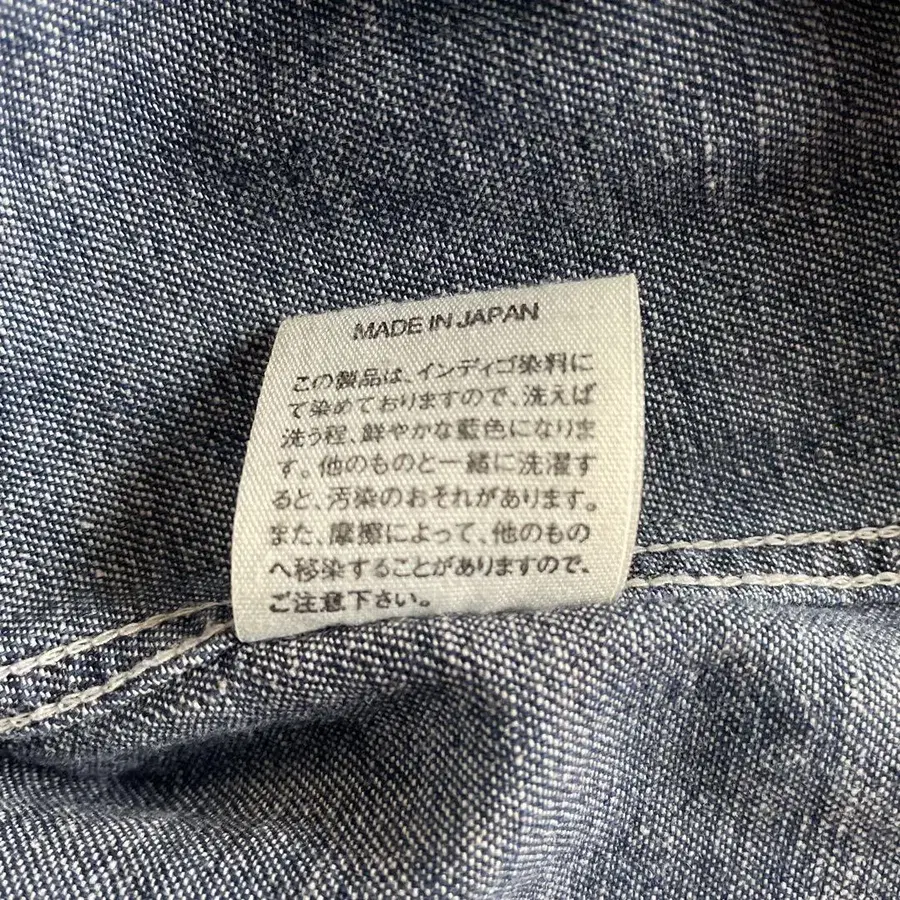 MADE IN JAPAN
この製品は、インディゴ染料に
て染めておりますので、洗えば
洗う程、鮮やかな藍色になりま
す。他のものと一緒に洗濯す
ると、汚染のおそれがあります。
また、摩擦によって、他のもの
へ移染することがありますので、
ご注意下さい。